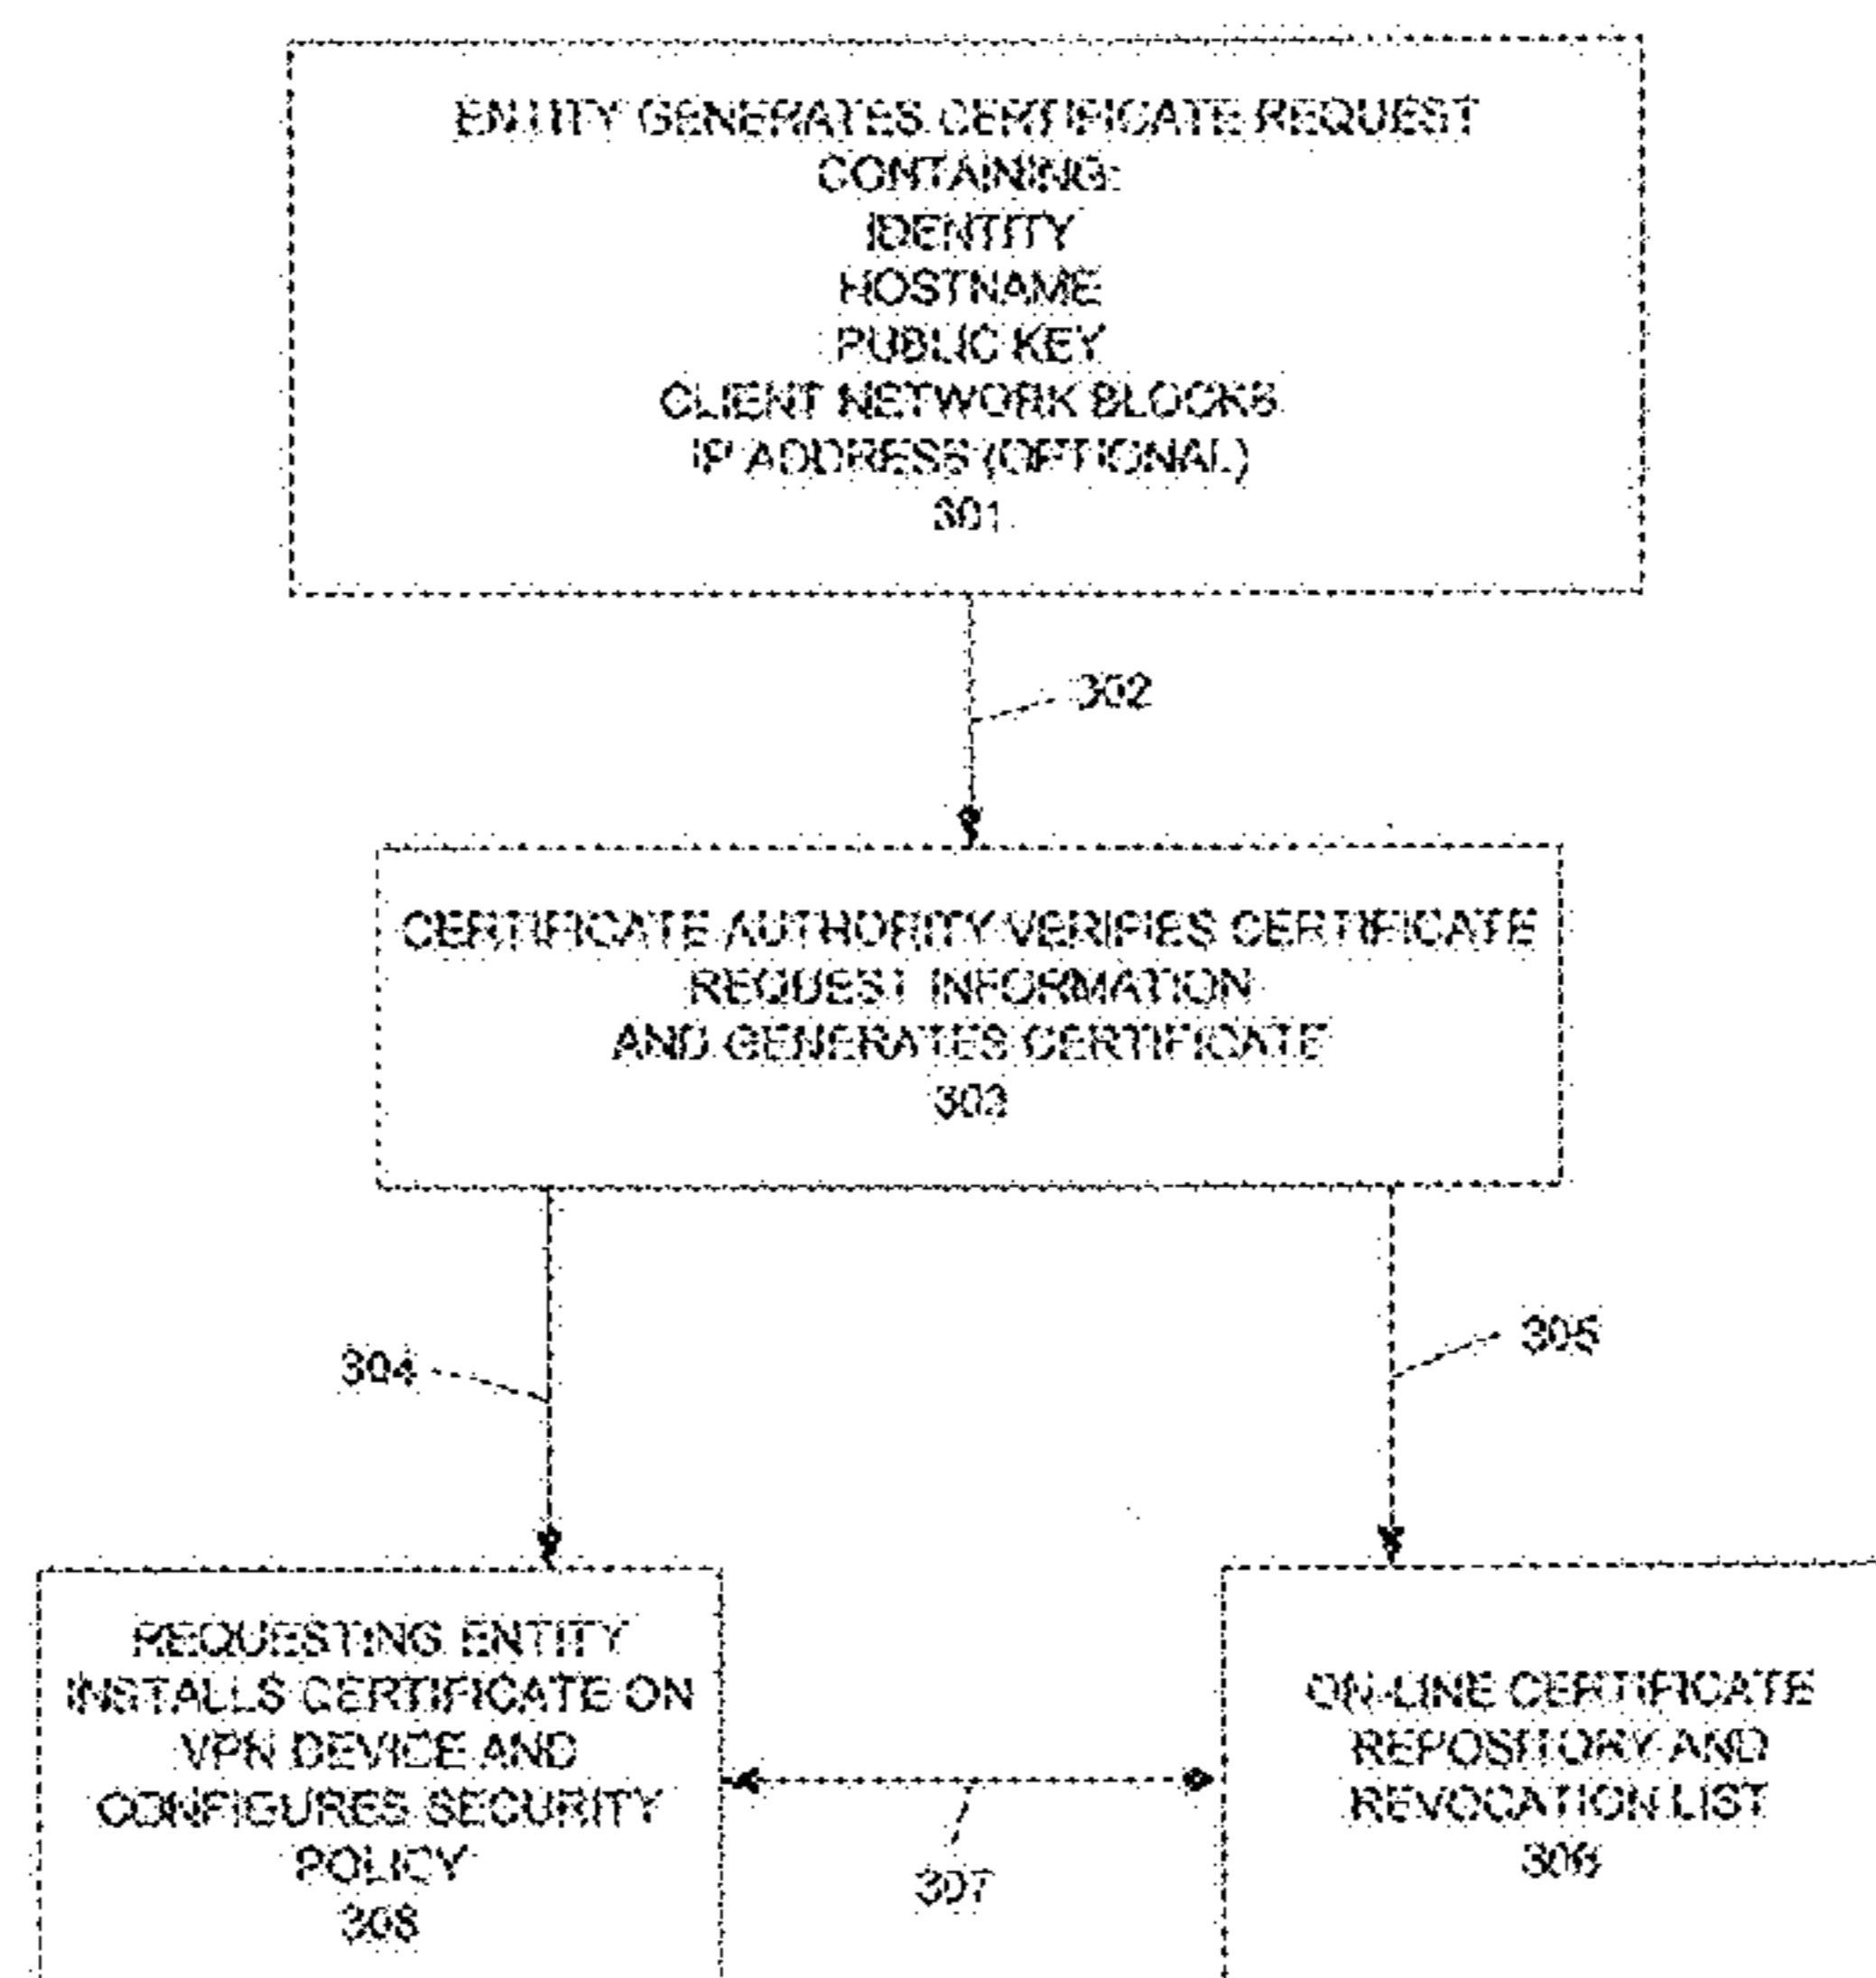 ENTITY GENERATES CERTIFICATE REQUEST
CONTAINING:
IDENTITY
HOSTNAME
PUBLIC KEY
CLIENT NETWORK BLOCKS
IP ADDRESS (OPTIONAL)
301
302
CERTIFICATE AUTHORITY VERIFIES CERTIFICATE
REQUEST INFORMATION
AND GENERATES CERTIFICATE
303
304
305
REQUESTING ENTITY
INSTALLS CERTIFICATE ON
VPN DEVICE AND
CONFIGURES SECURITY
POLICY
308
307
ON-LINE CERTIFICATE
REPOSITORY AND
REVOCATION LIST
306